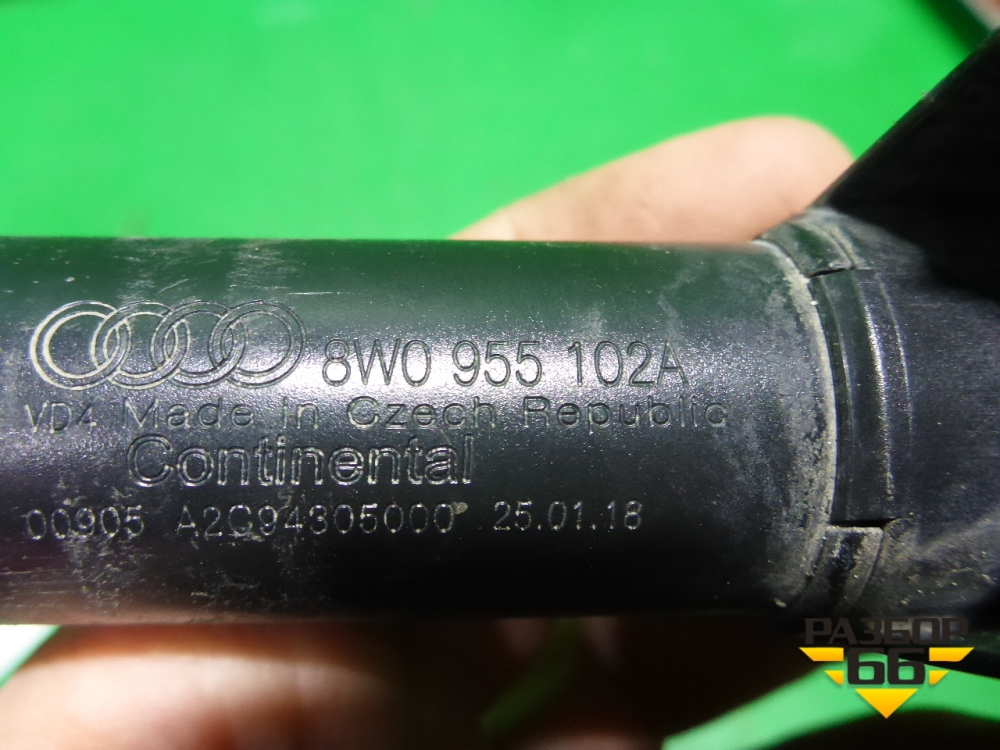 8W0 955 102A
VD4 Made in Czech Republic
Continental
00905 A2C94305000 25.01.18
РАЗБОР
66